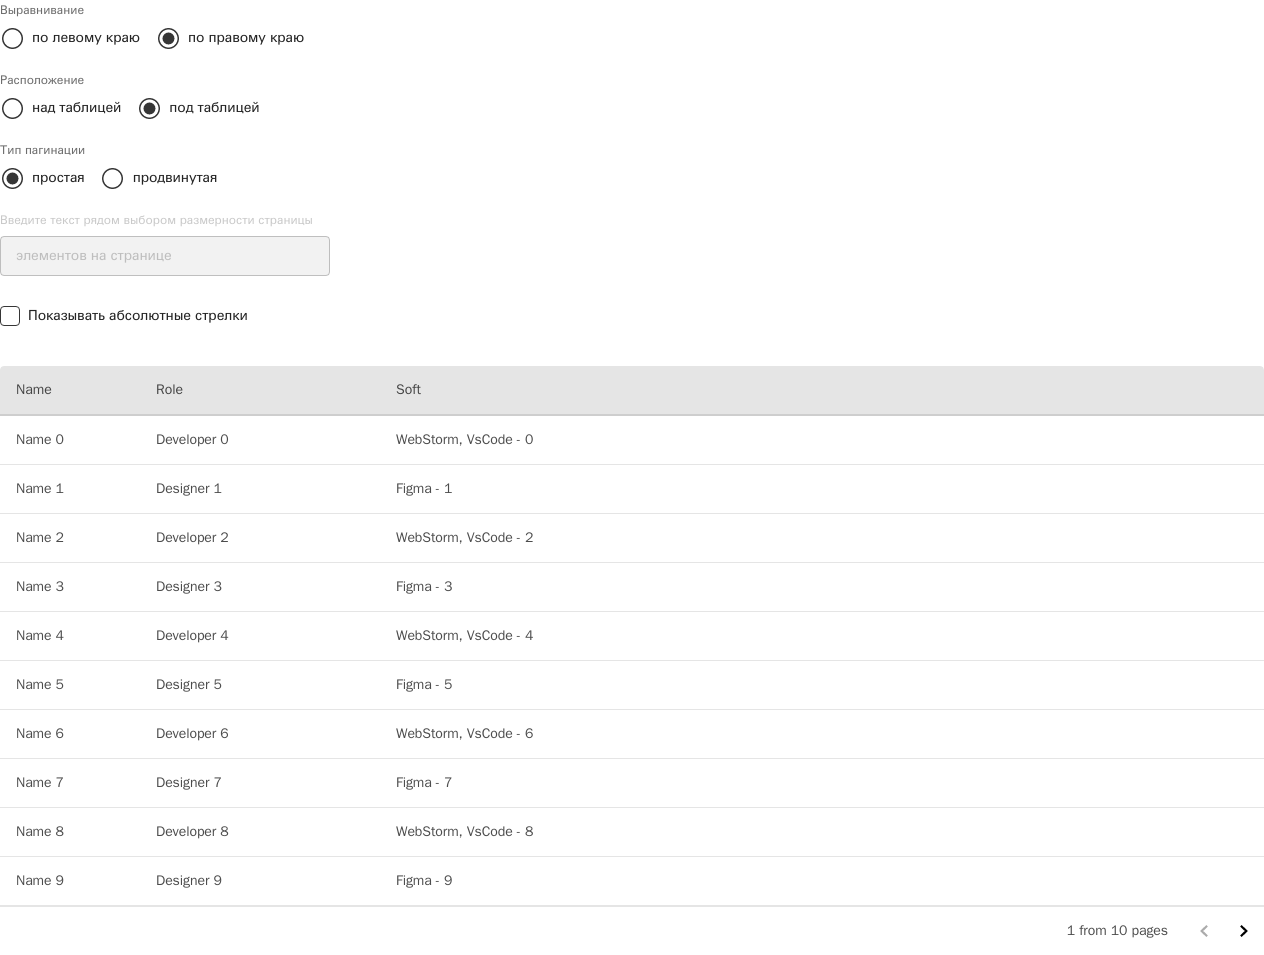 Выравнивание
по левому краю по правому краю
Расположение
над таблицей под таблицей
Тип пагинации
простая продвинутая
Введите текст рядом выбором размерности страницы
элементов на странице
Показывать абсолютные стрелки
Name Role Soft
Name 0 Developer 0 WebStorm, VsCode - 0
Name 1 Designer 1 Figma - 1
Name 2 Developer 2 WebStorm, VsCode - 2
Name 3 Designer 3 Figma - 3
Name 4 Developer 4 WebStorm, VsCode - 4
Name 5 Designer 5 Figma - 5
Name 6 Developer 6 WebStorm, VsCode - 6
Name 7 Designer 7 Figma - 7
Name 8 Developer 8 WebStorm, VsCode - 8
Name 9 Designer 9 Figma - 9
1 from 10 pages